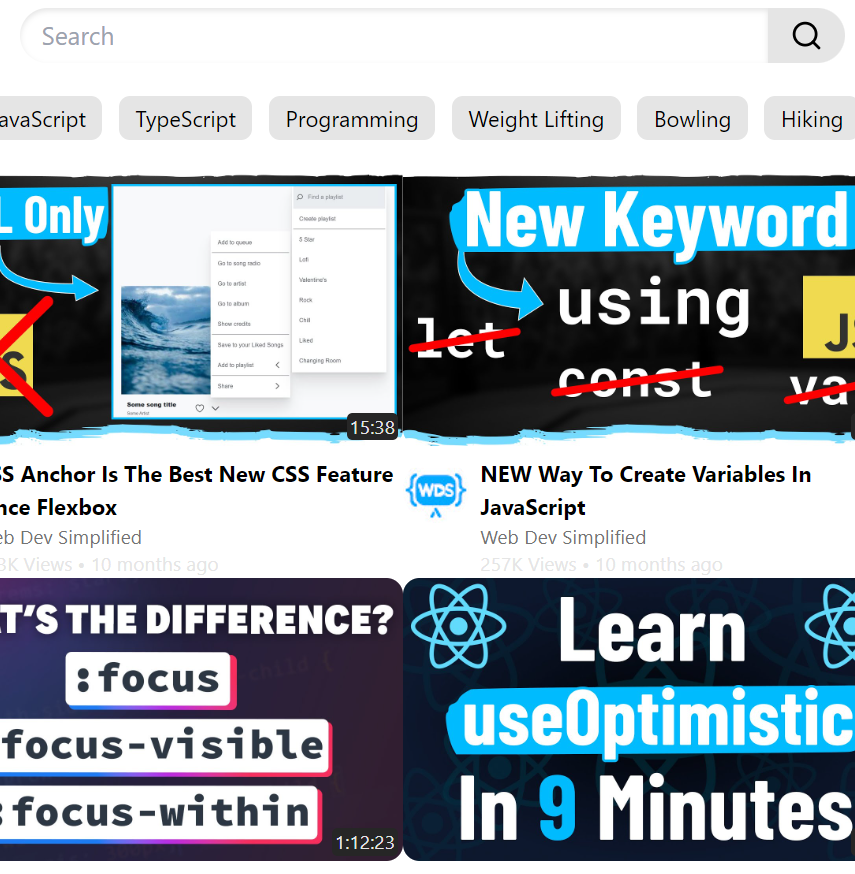 Search
avaScript
TypeScript
Programming
Weight Lifting
Bowling
Hiking
L Only
S
Find a playlist
Create playlist
5 Star
Lofi
Valentine's
Rock
Chill
Liked
Changing Room
Add to queue
Go to song radio
Go to artist
Go to album
Show credits
Save to your Liked Songs
Add to playlist
Share
Some song title
Some Artist
15:38
New Keyword
using
let
const
va
JS
SS Anchor Is The Best New CSS Feature
nce Flexbox
eb Dev Simplified
3K Views • 10 months ago
{WDS}
NEW Way To Create Variables In
JavaScript
Web Dev Simplified
257K Views • 10 months ago
T'S THE DIFFERENCE?
:focus
focus-visible
:focus-within
1:12:23
Learn
useOptimistic
In 9 Minutes